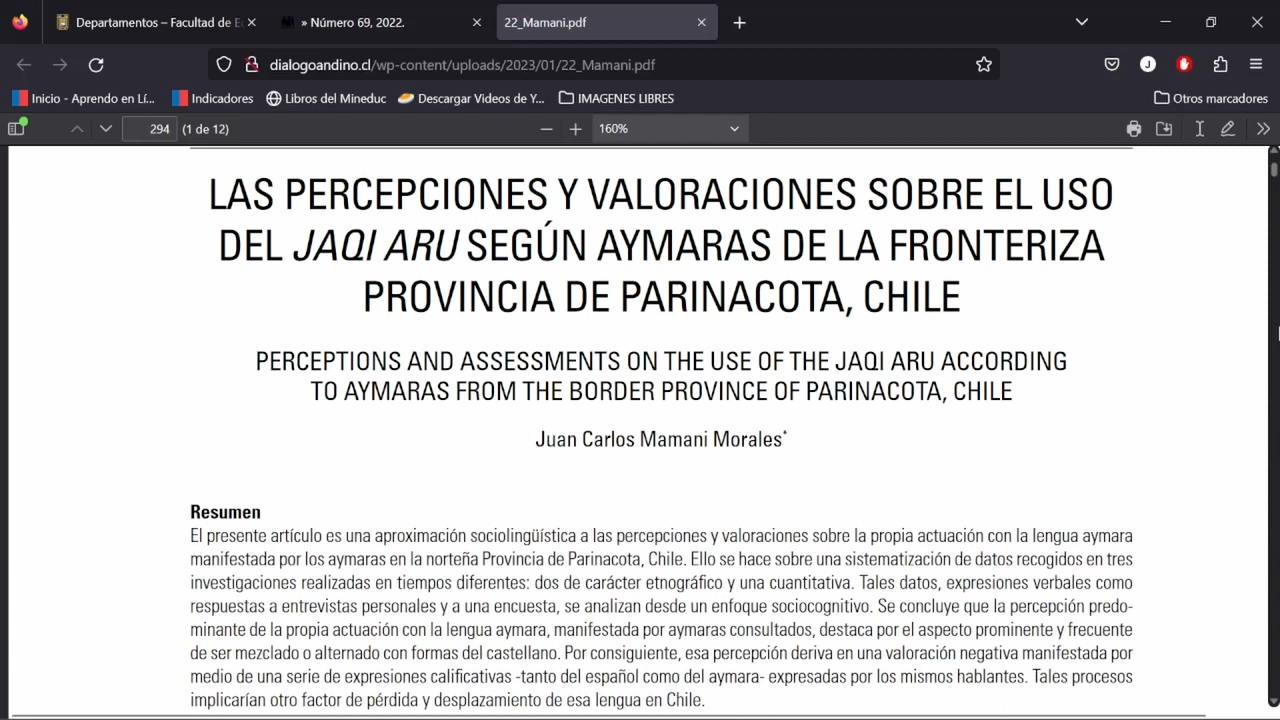 Departamentos – Facultad de E
» Número 69, 2022.
22_Mamani.pdf
dialogoandino.cl/wp-content/uploads/2023/01/22_Mamani.pdf
Inicio - Aprendo en Lí...
Indicadores
Libros del Mineduc
Descargar Videos de Y...
IMAGENES LIBRES
Otros marcadores
294 (1 de 12)
160%
LAS PERCEPCIONES Y VALORACIONES SOBRE EL USO
DEL JAQI ARU SEGÚN AYMARAS DE LA FRONTERIZA
PROVINCIA DE PARINACOTA, CHILE
PERCEPTIONS AND ASSESSMENTS ON THE USE OF THE JAQI ARU ACCORDING
TO AYMARAS FROM THE BORDER PROVINCE OF PARINACOTA, CHILE
Juan Carlos Mamani Morales*
Resumen
El presente artículo es una aproximación sociolingüística a las percepciones y valoraciones sobre la propia actuación con la lengua aymara
manifestada por los aymaras en la norteña Provincia de Parinacota, Chile. Ello se hace sobre una sistematización de datos recogidos en tres
investigaciones realizadas en tiempos diferentes: dos de carácter etnográfico y una cuantitativa. Tales datos, expresiones verbales como
respuestas a entrevistas personales y a una encuesta, se analizan desde un enfoque sociocognitivo. Se concluye que la percepción predo-
minante de la propia actuación con la lengua aymara, manifestada por aymaras consultados, destaca por el aspecto prominente y frecuente
de ser mezclado o alternado con formas del castellano. Por consiguiente, esa percepción deriva en una valoración negativa manifestada por
medio de una serie de expresiones calificativas -tanto del español como del aymara- expresadas por los mismos hablantes. Tales procesos
implicarían otro factor de pérdida y desplazamiento de esa lengua en Chile.